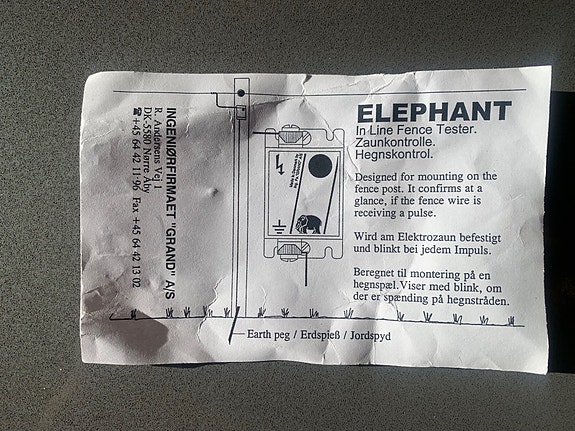 ELEPHANT
In Line Fence Tester.
Zaunkontrolle.
Hegnskontrol.
Designed for mounting on the
fence post. It confirms at a
glance, if the fence wire is
receiving a pulse.
Wird am Elektrozaun befestigt
und blinkt bei jedem Impuls.
Beregnet til montering på en
hegnspæl.Viser med blink, om
der er spænding på hegnstråden.
Earth peg / Erdspieß / Jordspyd
INGENIØRFIRMAET "GRAND" A/S
R. Andersens Vej 1
DK-5580 Nørre Åby
☎+45 64 42 11·96 Fax +45 64 42 13 02